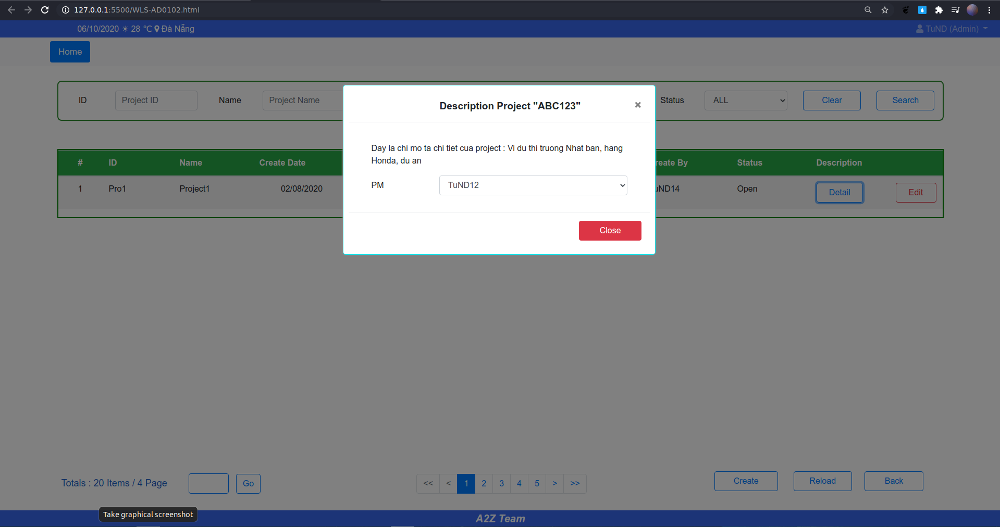 127.0.0.1:5500/WLS-AD0102.html
06/10/2020 ☀ 28 ℃ Đà Nẵng
TuND (Admin)
Home
ID Project ID Name Project Name Status ALL Clear Search
Description Project "ABC123" ×
Day la chi mo ta chi tiet cua project : Vi du thi truong Nhat ban, hang
Honda, du an
PM TuND12
Close
# ID Name Create Date reate By Status Description
1 Pro1 Project1 02/08/2020 uND14 Open Detail Edit
Totals : 20 Items / 4 Page Go << < 1 2 3 4 5 > >> Create Reload Back
Take graphical screenshot
A2Z Team